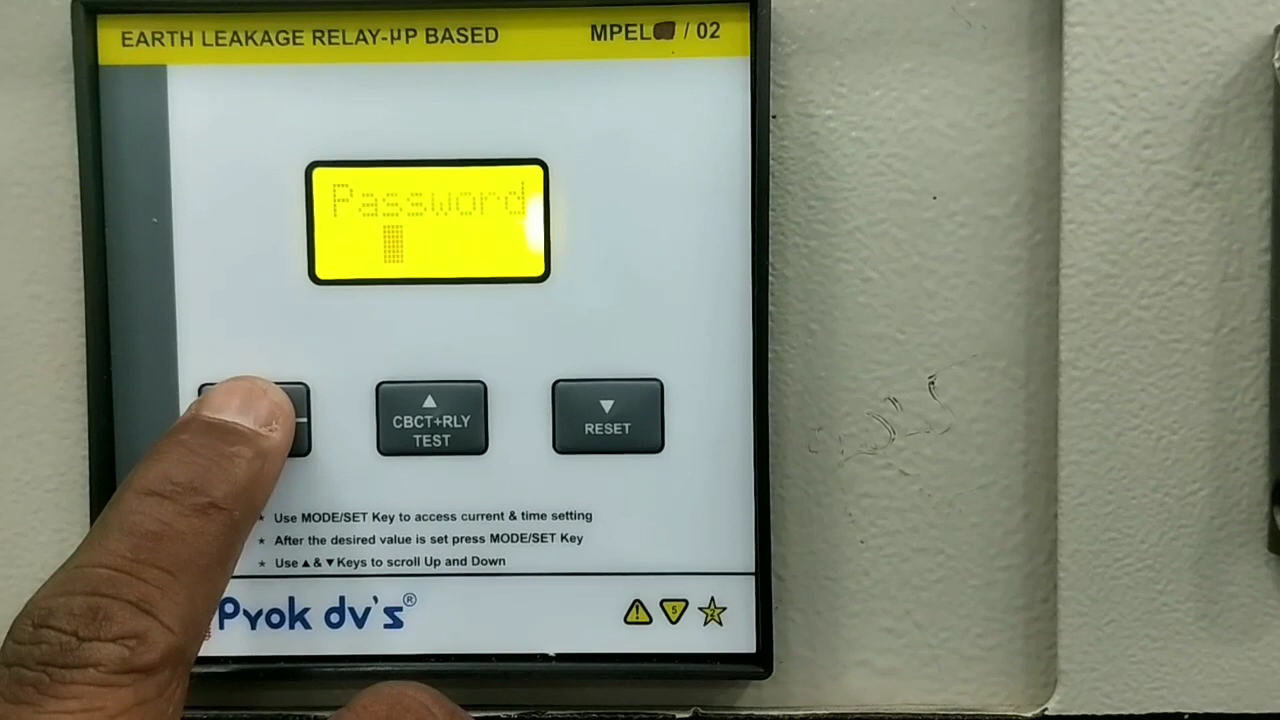 EARTH LEAKAGE RELAY-µP BASED MPEL / 02
Password
▲ ▼
CBCT+RLY RESET
TEST
★ Use MODE/SET Key to access current & time setting
★ After the desired value is set press MODE/SET Key
★ Use ▲ & ▼ Keys to scroll Up and Down
Prok dv's®
! 5 2